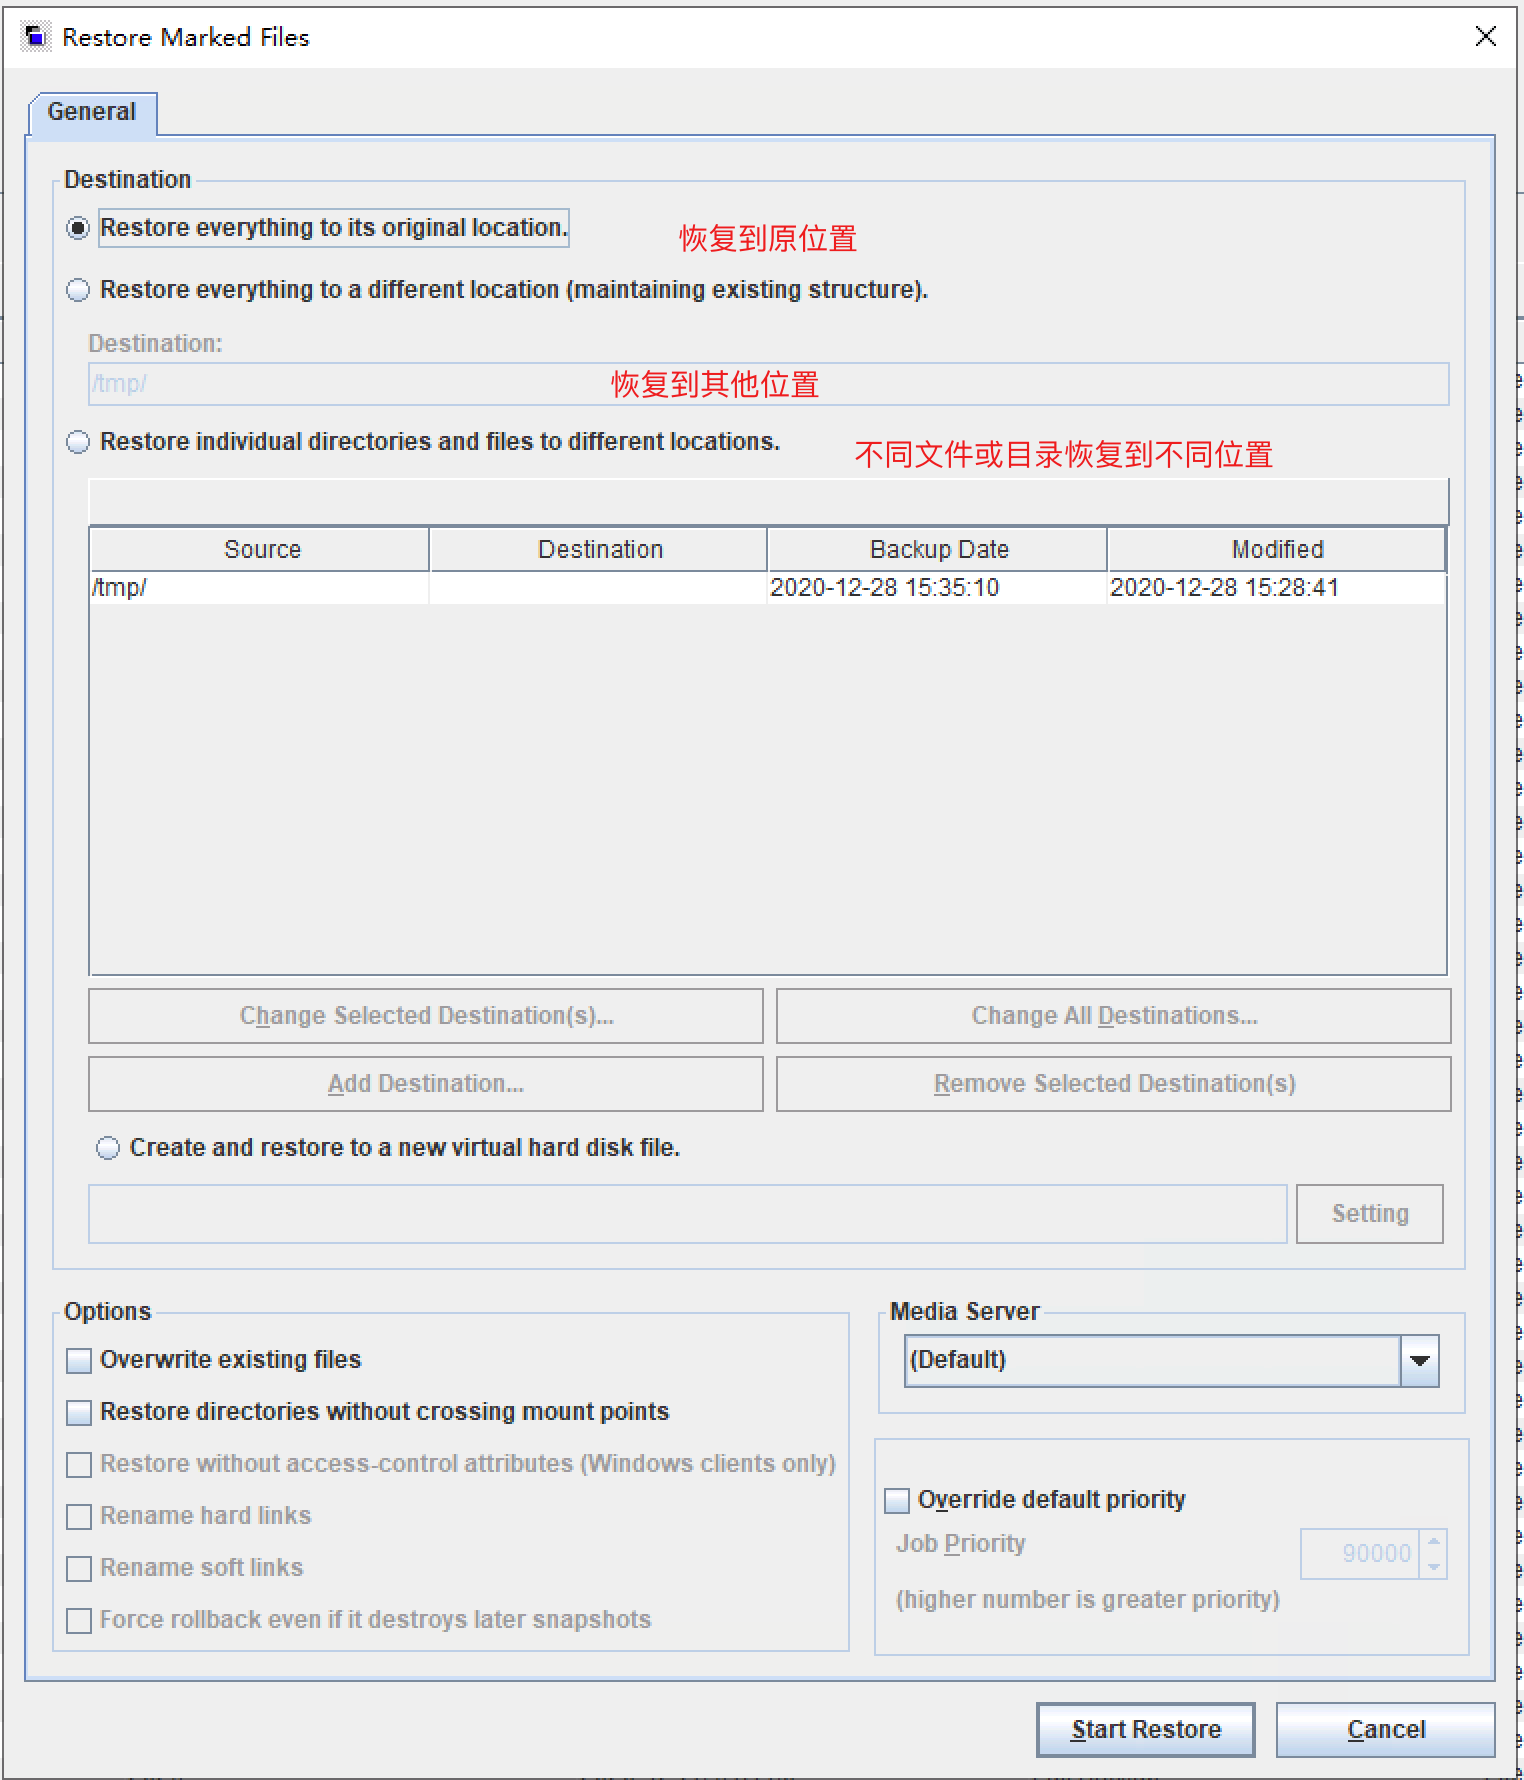 Restore Marked Files
General
Destination
Restore everything to its original location.
恢复到原位置
Restore everything to a different location (maintaining existing structure).
Destination:
/tmp/
恢复到其他位置
Restore individual directories and files to different locations.
不同文件或目录恢复到不同位置
Source Destination Backup Date Modified
/tmp/ 2020-12-28 15:35:10 2020-12-28 15:28:41
Change Selected Destination(s)... Change All Destinations...
Add Destination... Remove Selected Destination(s)
Create and restore to a new virtual hard disk file.
Setting
Options
Overwrite existing files
Restore directories without crossing mount points
Restore without access-control attributes (Windows clients only)
Rename hard links
Rename soft links
Force rollback even if it destroys later snapshots
Media Server
(Default)
Override default priority
Job Priority 90000
(higher number is greater priority)
Start Restore Cancel